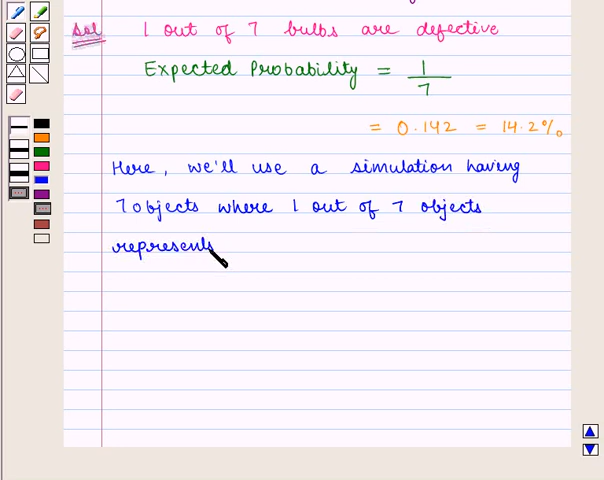 Sol 1 out of 7 bulbs are defective
Expected Probability = 1/7
= 0.142 = 14.2%
Here, we'll use a simulation having
7 objects where 1 out of 7 objects
represents